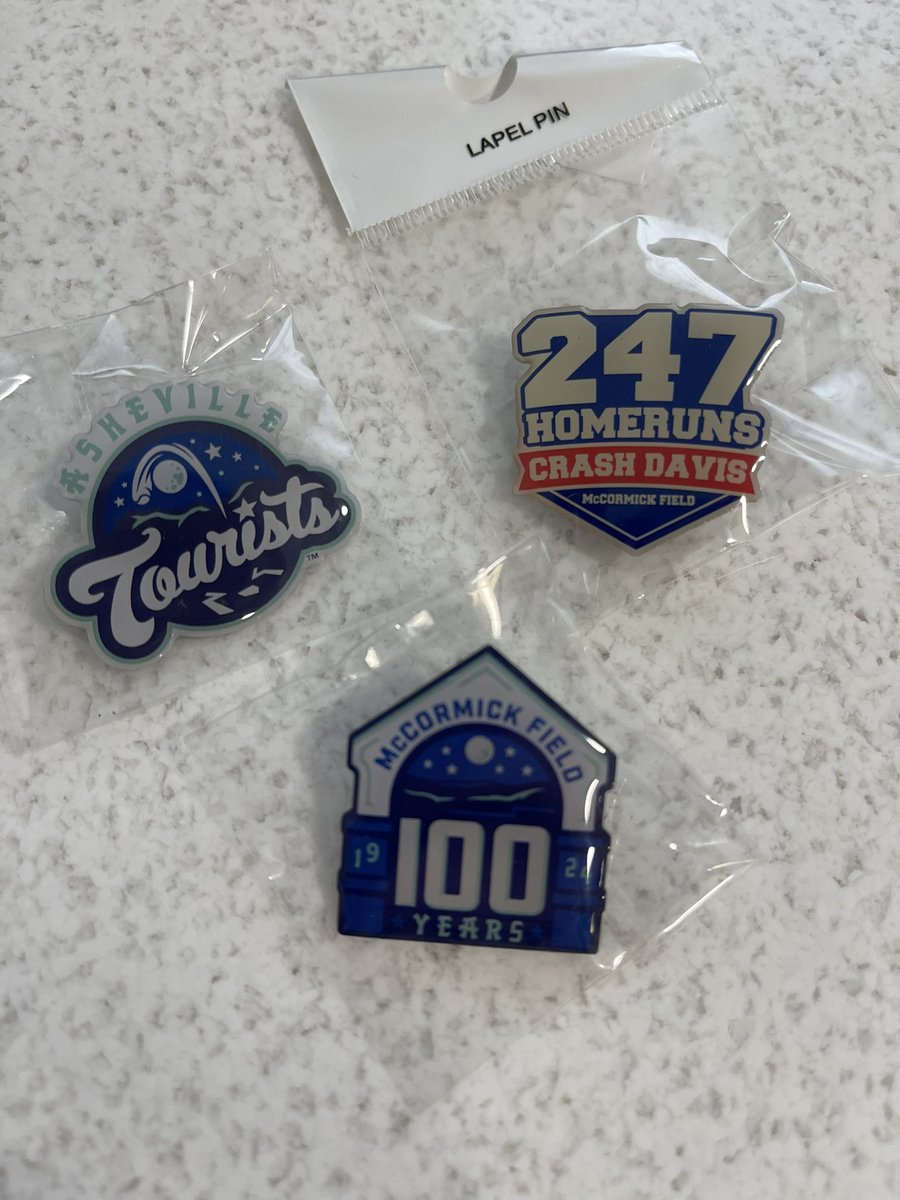 LAPEL PIN
247
HOMERUNS
CRASH DAVIS
McCORMICK FIELD
ASHEVILLE
Tourists
TM
McCORMICK FIELD
19 24
100
YEARS